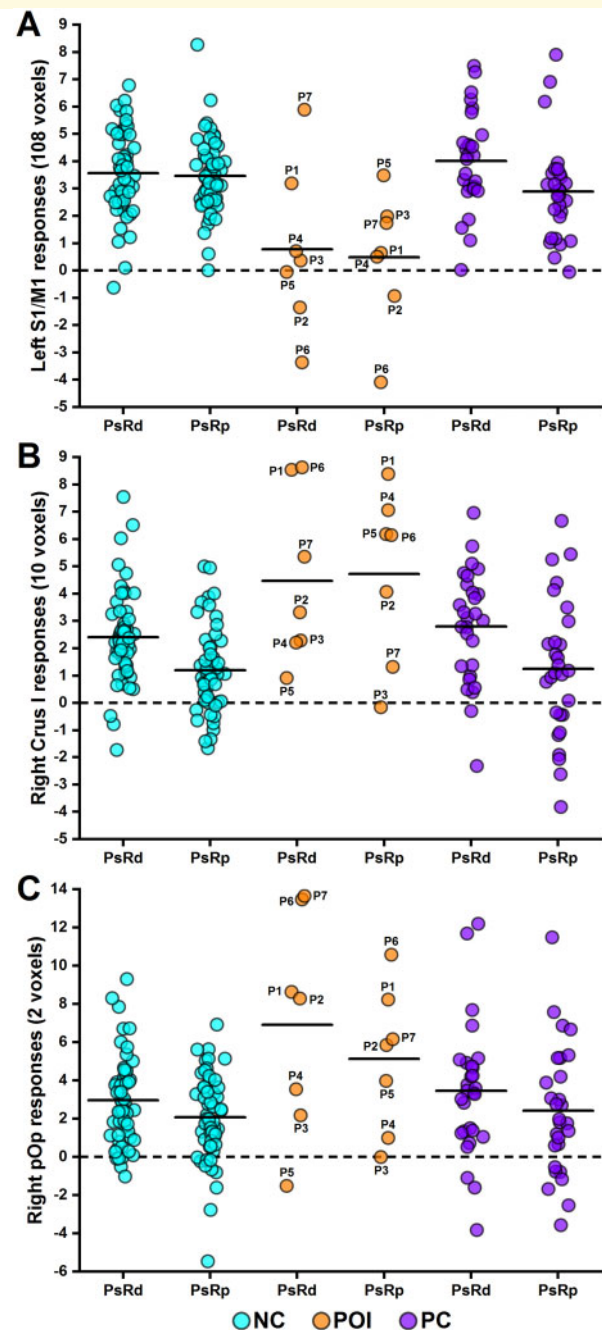 A
Left S1/M1 responses (108 voxels)
9
8
7
6
5
4
3
2
1
0
-1
-2
-3
-4
-5
P7
P1
P4
P3
P5
P2
P6
P5
P3
P7
P1
P4
P2
P6
PsRd PsRp PsRd PsRp PsRd PsRp
B
Right Crus I responses (10 voxels)
9
8
7
6
5
4
3
2
1
0
-1
-2
-3
-4
-5
P1 P6
P7
P2
P4 P3
P5
P1
P4
P5 P6
P2
P7
P3
PsRd PsRp PsRd PsRp PsRd PsRp
C
Right pOp responses (2 voxels)
14
12
10
8
6
4
2
0
-2
-4
-6
P6 P7
P1 P2
P4
P3
P5
P6
P1
P2 P7
P5
P4
P3
PsRd PsRp PsRd PsRp PsRd PsRp
NC POI PC